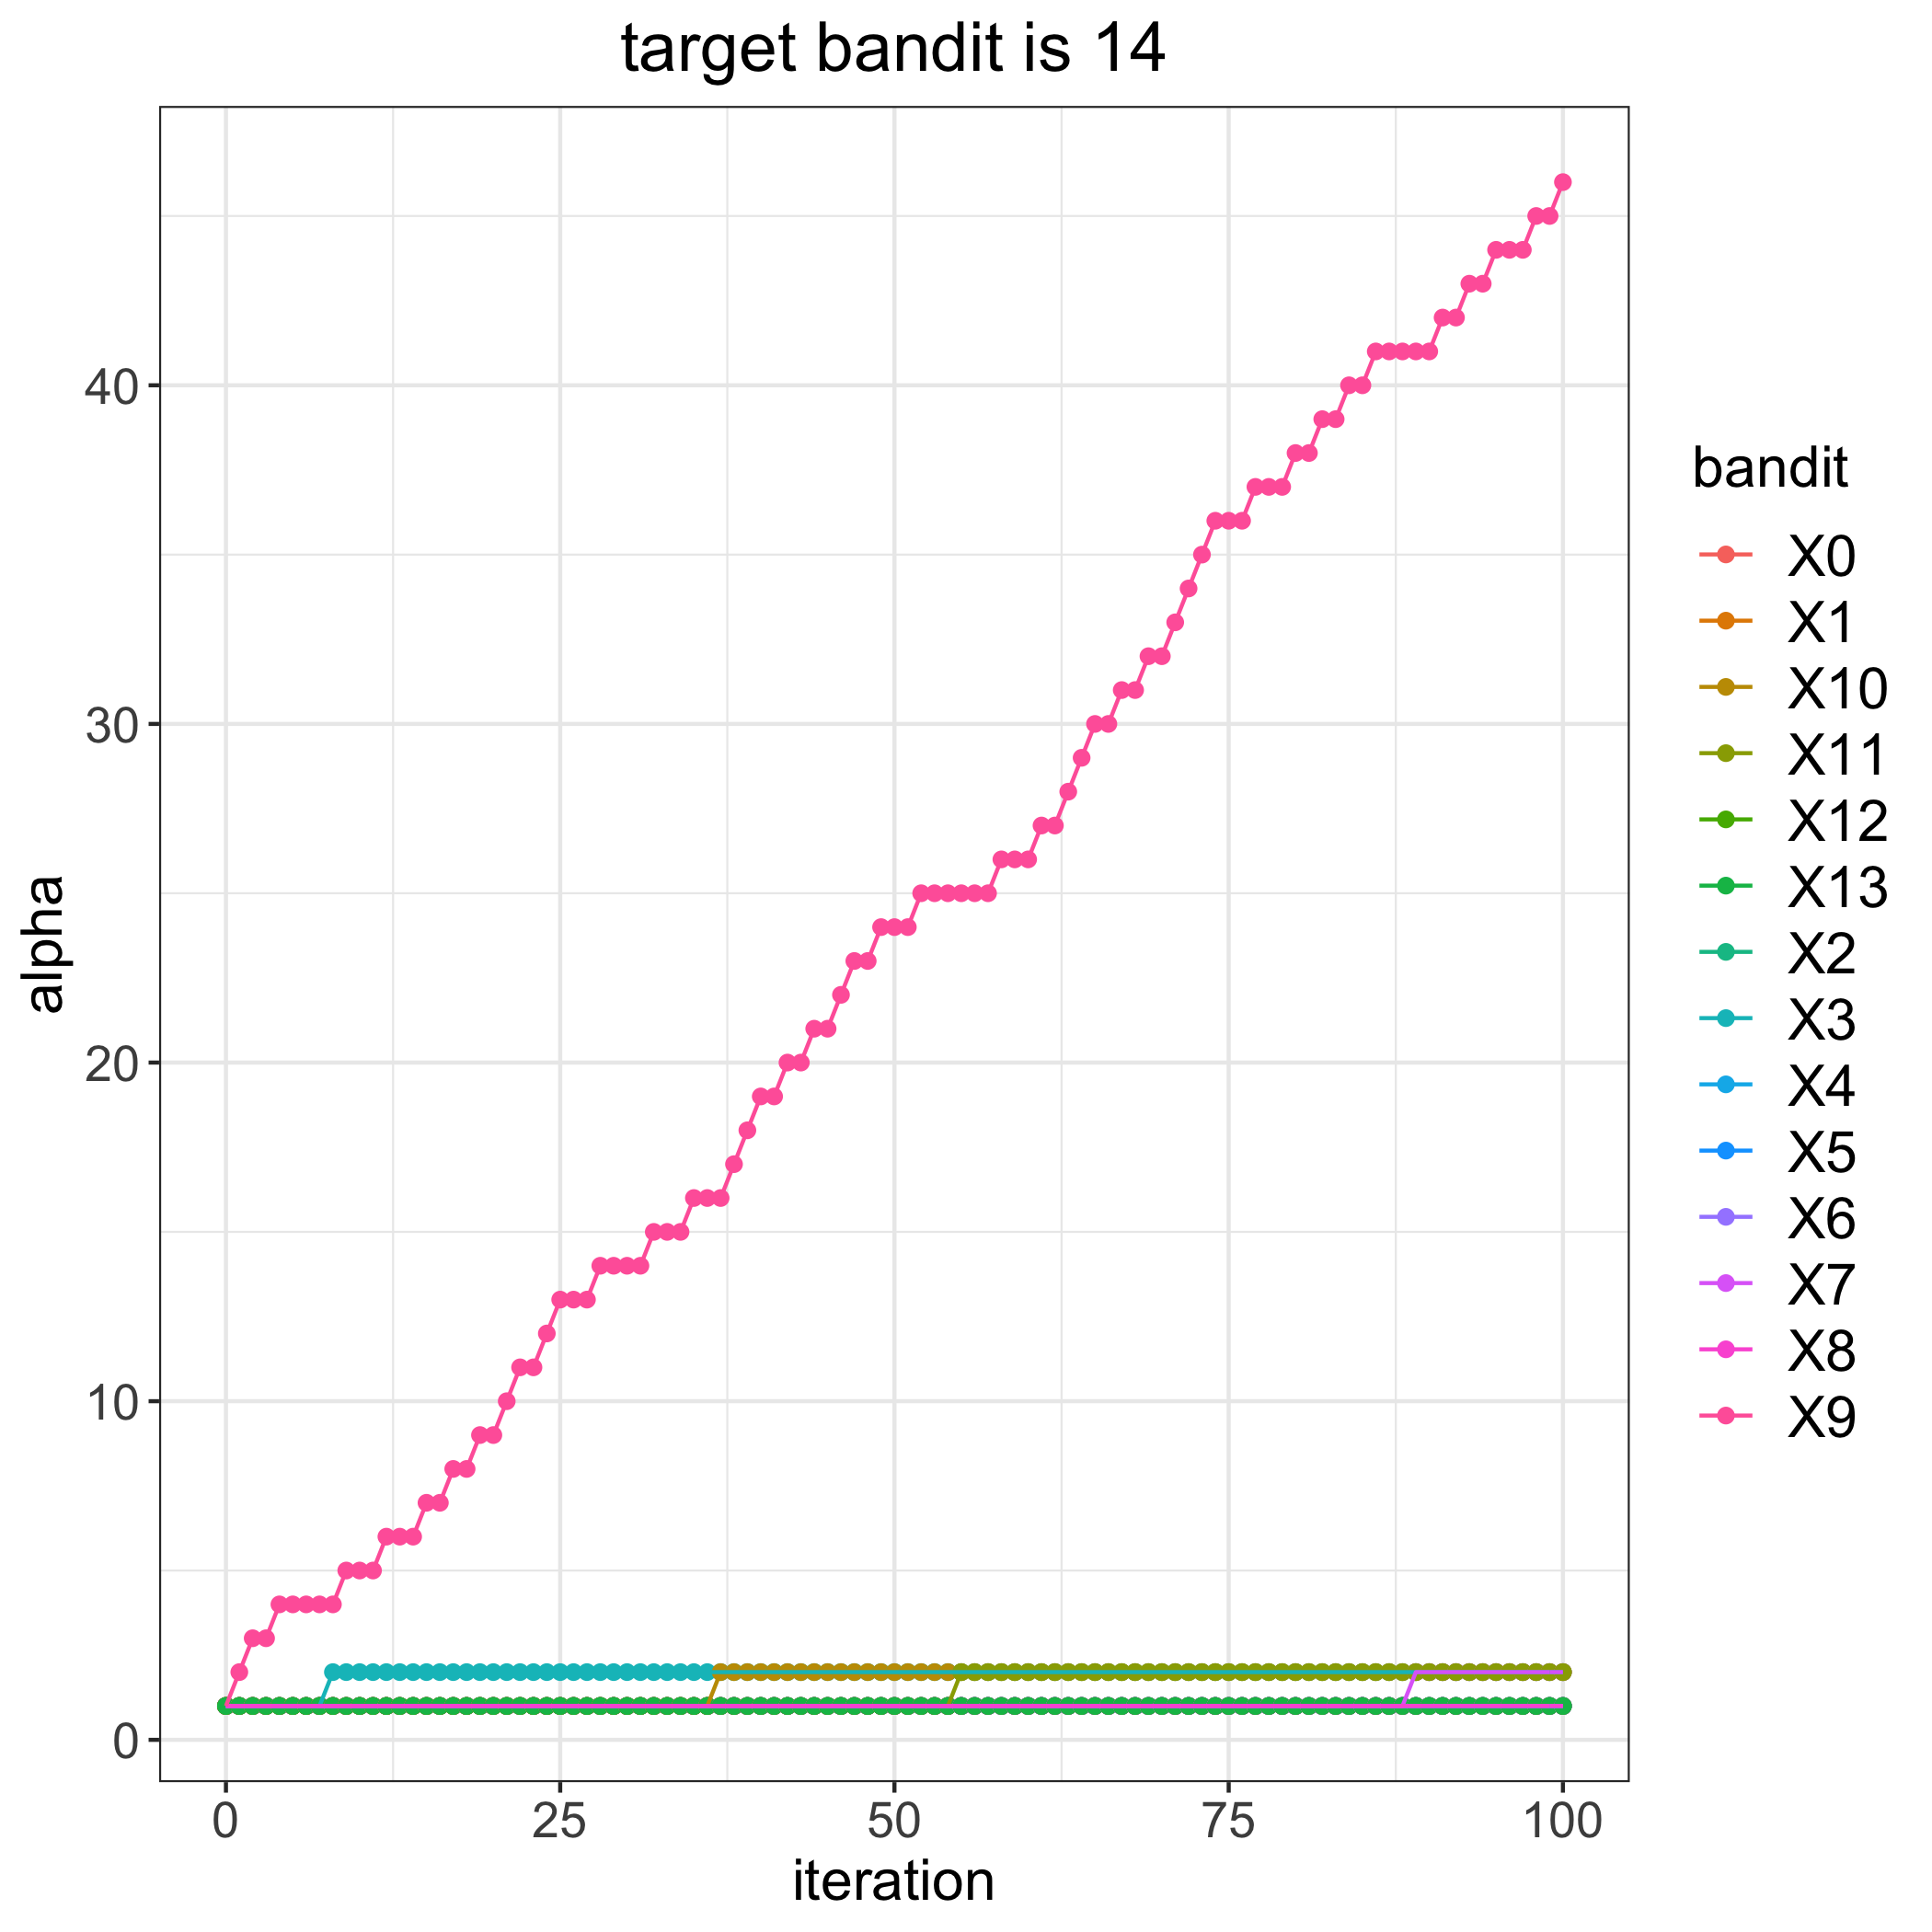 target bandit is 14
alpha
40
30
20
10
0
0 25 50 75 100
iteration
bandit
X0
X1
X10
X11
X12
X13
X2
X3
X4
X5
X6
X7
X8
X9